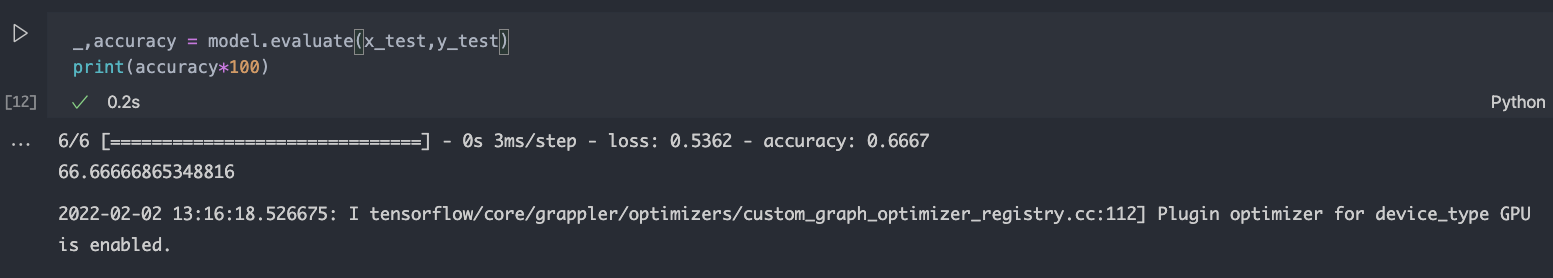 _,accuracy = model.evaluate(x_test,y_test)
print(accuracy*100)
[12]
0.2s
Python
... 6/6 [==============================] - 0s 3ms/step - loss: 0.5362 - accuracy: 0.6667
66.66666865348816
2022-02-02 13:16:18.526675: I tensorflow/core/grappler/optimizers/custom_graph_optimizer_registry.cc:112] Plugin optimizer for device_type GPU
is enabled.